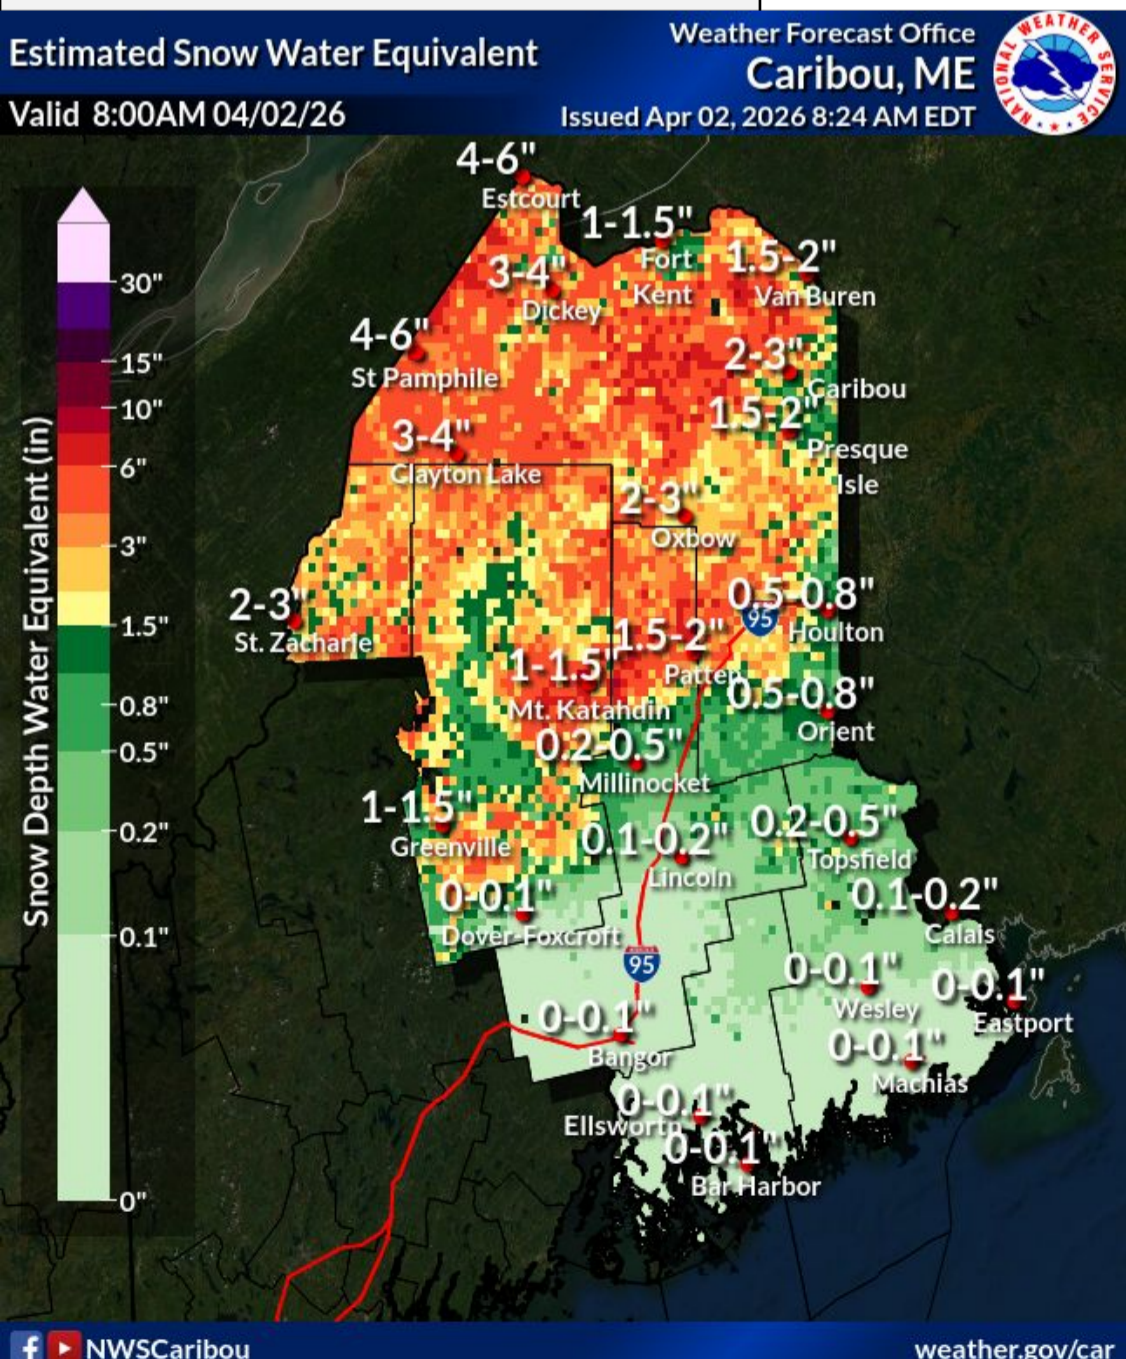 Estimated Snow Water Equivalent
Valid 8:00AM 04/02/26
Weather Forecast Office
Caribou, ME
Issued Apr 02, 2026 8:24 AM EDT
NATIONAL WEATHER SERVICE
Snow Depth Water Equivalent (in)
30"
15"
10"
6"
3"
1.5"
0.8"
0.5"
0.2"
0.1"
0"
4-6"
Estcourt
1-1.5"
Fort
Kent
1.5-2"
Van Buren
3-4"
Dickey
4-6"
St Pamphile
2-3"
Caribou
1.5-2"
Presque
Isle
3-4"
Clayton Lake
2-3"
Oxbow
2-3"
St. Zacharie
0.5-0.8"
95
Houlton
1.5-2"
Patten
1-1.5"
Mt. Katahdin
0.5-0.8"
Orient
0.2-0.5"
Millinocket
1-1.5"
Greenville
0.1-0.2"
Lincoln
0.2-0.5"
Topsfield
0-0.1"
Dover-Foxcroft
0.1-0.2"
Calais
95
0-0.1"
Wesley
0-0.1"
Eastport
0-0.1"
Bangor
0-0.1"
Machias
0-0.1"
Ellsworth
0-0.1"
Bar Harbor
NWSCaribou
weather.gov/car